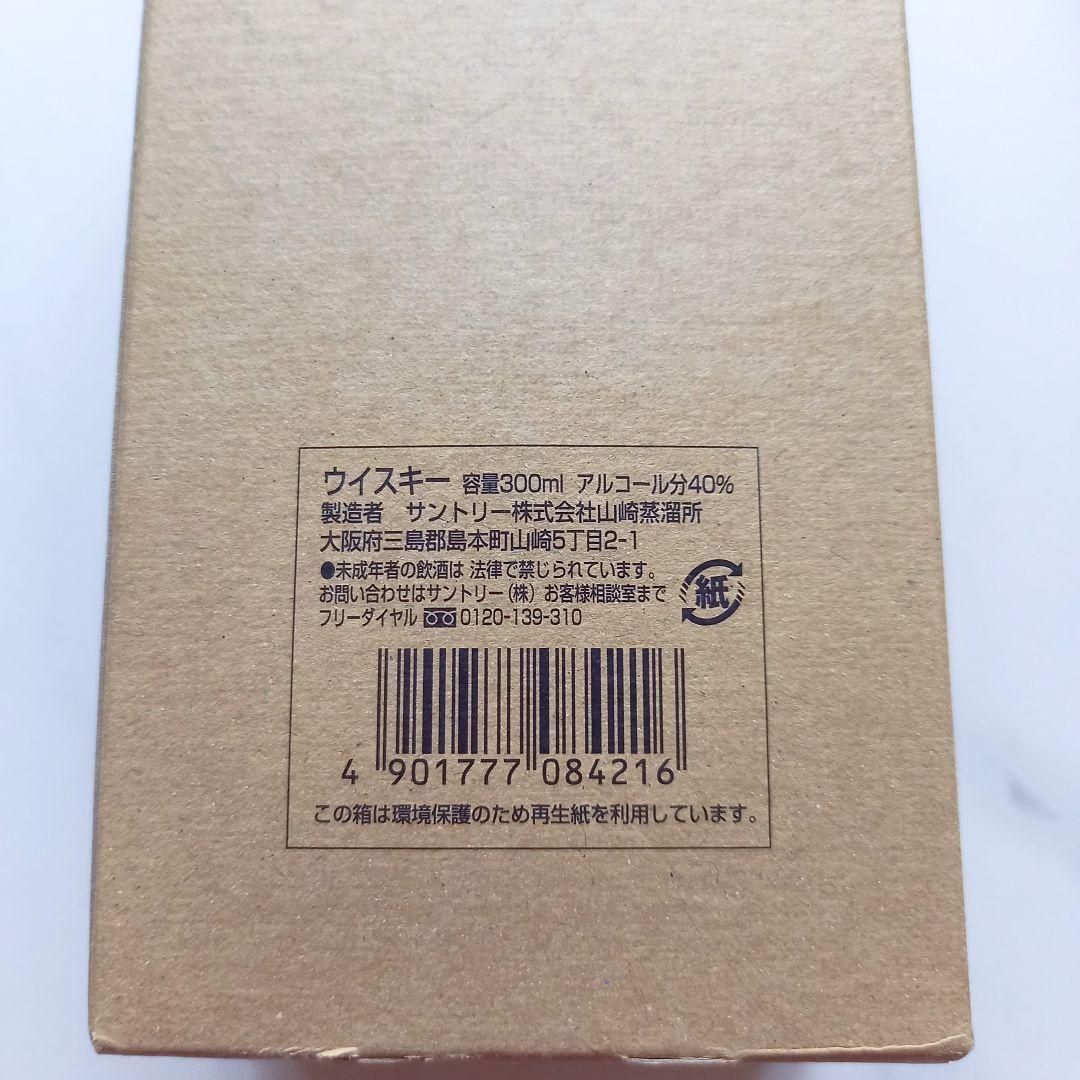 ウイスキー 容量300ml アルコール分40%
製造者 サントリー株式会社山崎蒸溜所
大阪府三島郡島本町山崎5丁目2-1
●未成年者の飲酒は 法律で禁じられています。
お問い合わせはサントリー(株) お客様相談室まで
フリーダイヤル 0120-139-310
紙
4 901777 084216
この箱は環境保護のため再生紙を利用しています。